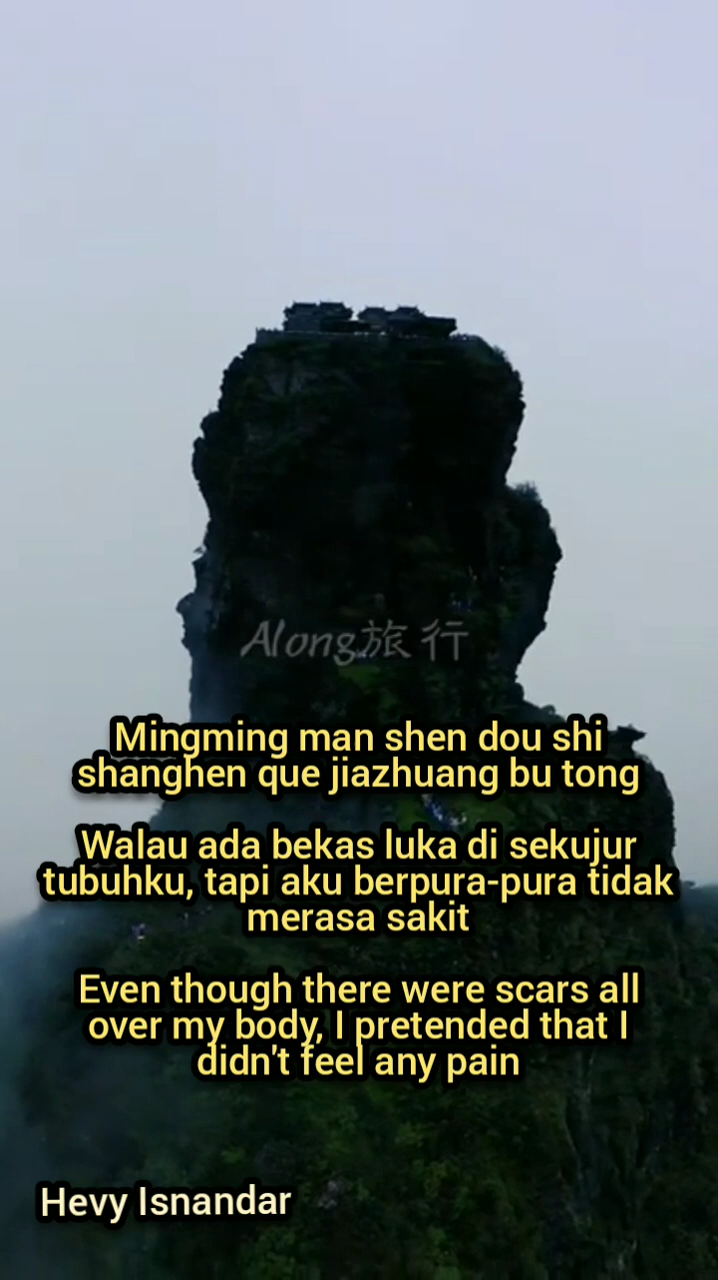 Along旅行
Mingming man shen dou shi
shanghen que jiazhuang bu tong
Walau ada bekas luka di sekujur
tubuhku, tapi aku berpura-pura tidak
merasa sakit
Even though there were scars all
over my body, I pretended that I
didn't feel any pain
Hevy Isnandar